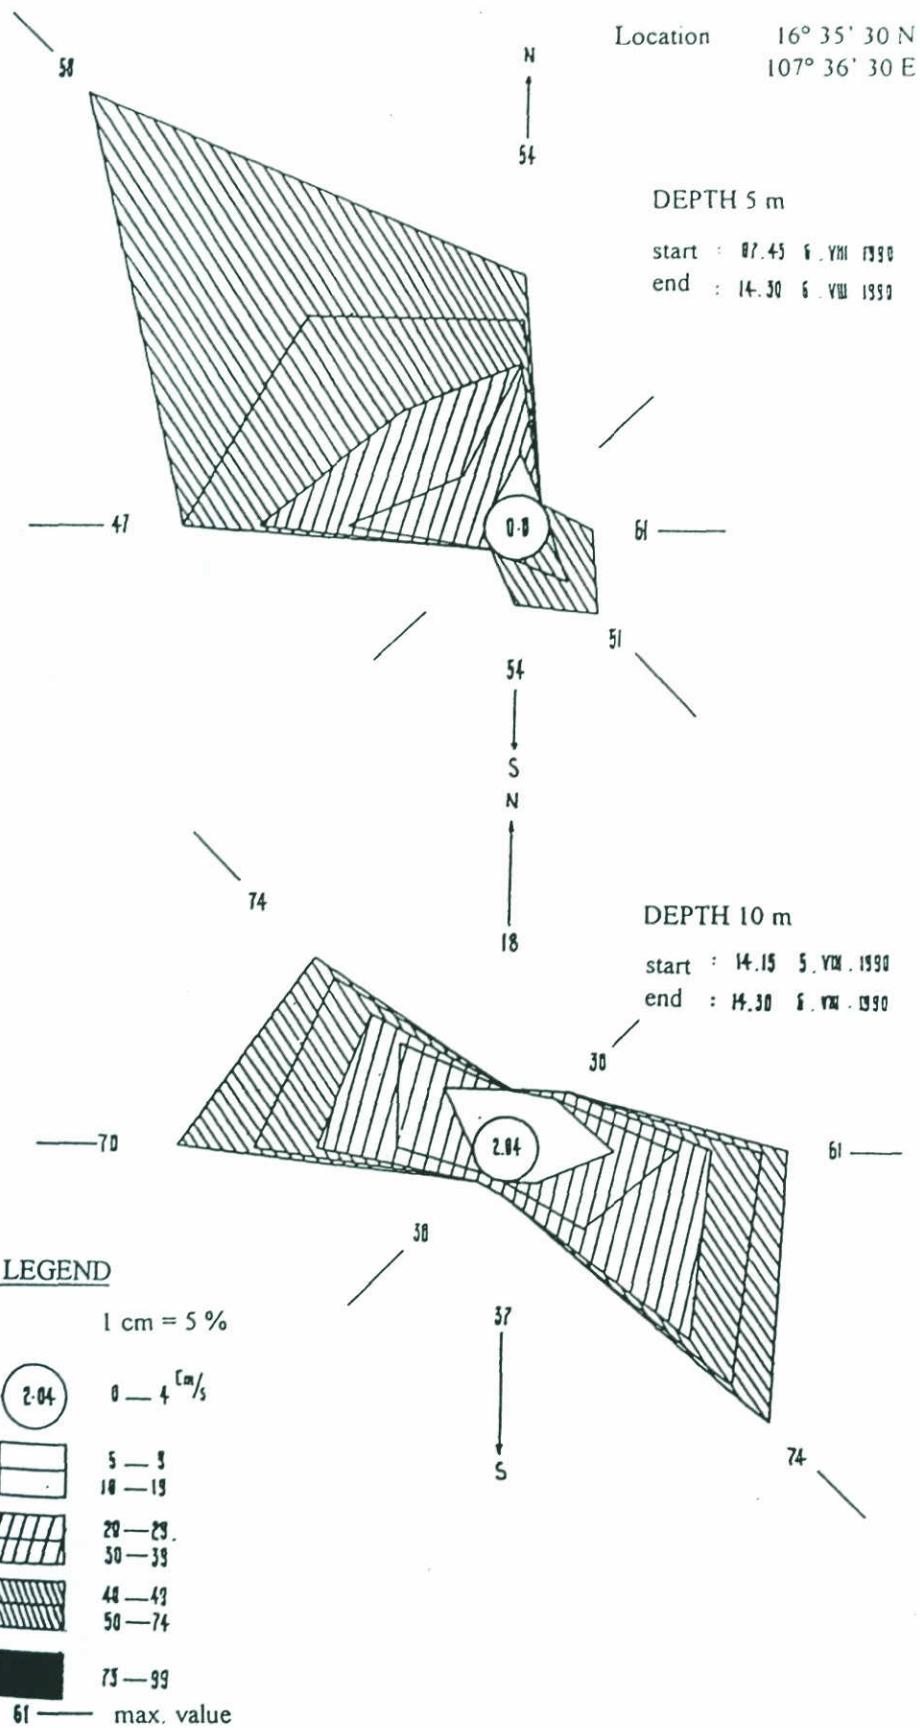 Location 16° 35' 30 N
107° 36' 30 E
58
N
54
DEPTH 5 m
start : 07.45 6 . VIII 1990
end : 14.30 6 . VIII 1990
47
0.0
61
51
54
S
N
74
18
DEPTH 10 m
start : 14.15 5 . VIII . 1990
end : 14.30 6 . VIII . 1990
30
70
2.04
61
38
37
S
74
LEGEND
1 cm = 5 %
2.04 0 — 4 cm/s
5 — 9
10 — 19
20 — 29
30 — 39
40 — 49
50 — 74
75 — 99
61 — max. value